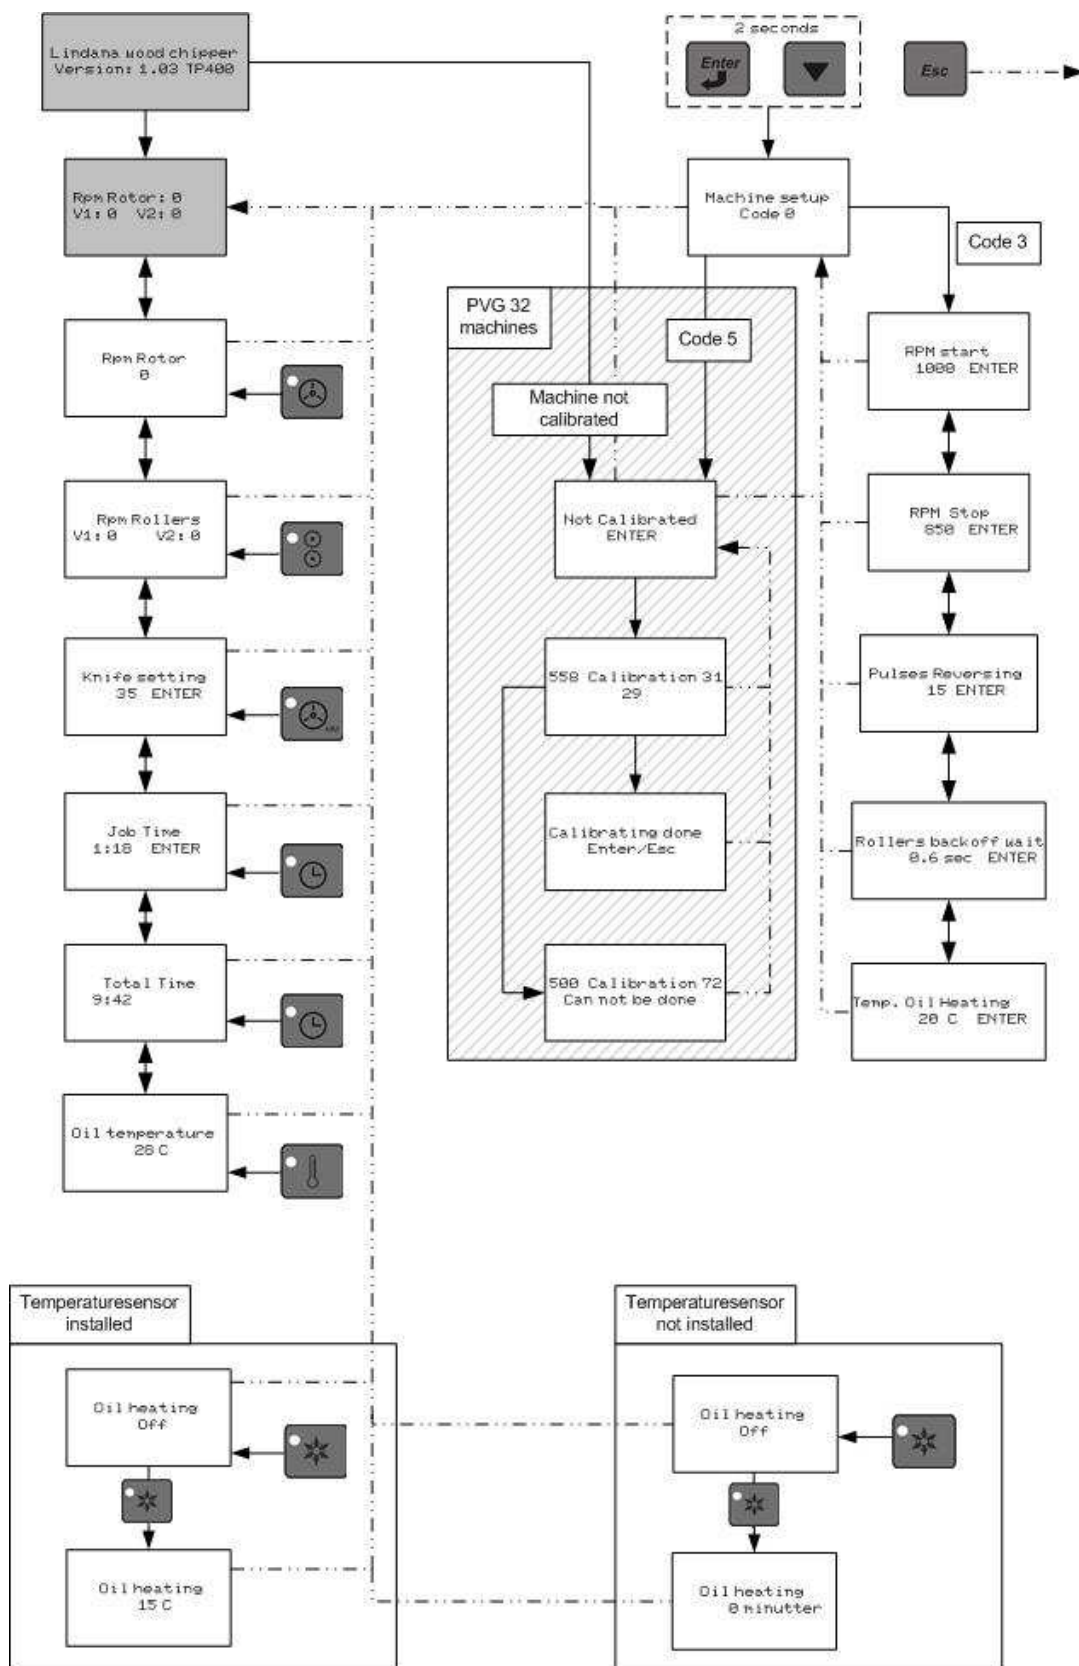 Lindana wood chipper
Version: 1.03 TP400
2 seconds
Enter
Esc
Rpm Rotor: 0
V1: 0 V2: 0
Machine setup
Code 0
Code 3
PVG 32
machines
Code 5
Machine not
calibrated
Rpm Rotor
0
RPM start
1000 ENTER
Rpm Rollers
V1: 0 V2: 0
Not Calibrated
ENTER
RPM Stop
850 ENTER
Knife setting
35 ENTER
558 Calibration 31
29
Pulses Reversing
15 ENTER
Job Time
1:18 ENTER
Calibrating done
Enter/Esc
Rollers backoff wait
0.6 sec ENTER
Total Time
9:42
500 Calibration 72
Can not be done
Temp. Oil Heating
20 C ENTER
Oil temperature
28 C
Temperaturesensor
installed
Temperaturesensor
not installed
Oil heating
Off
Oil heating
Off
Oil heating
15 C
Oil heating
0 minutter